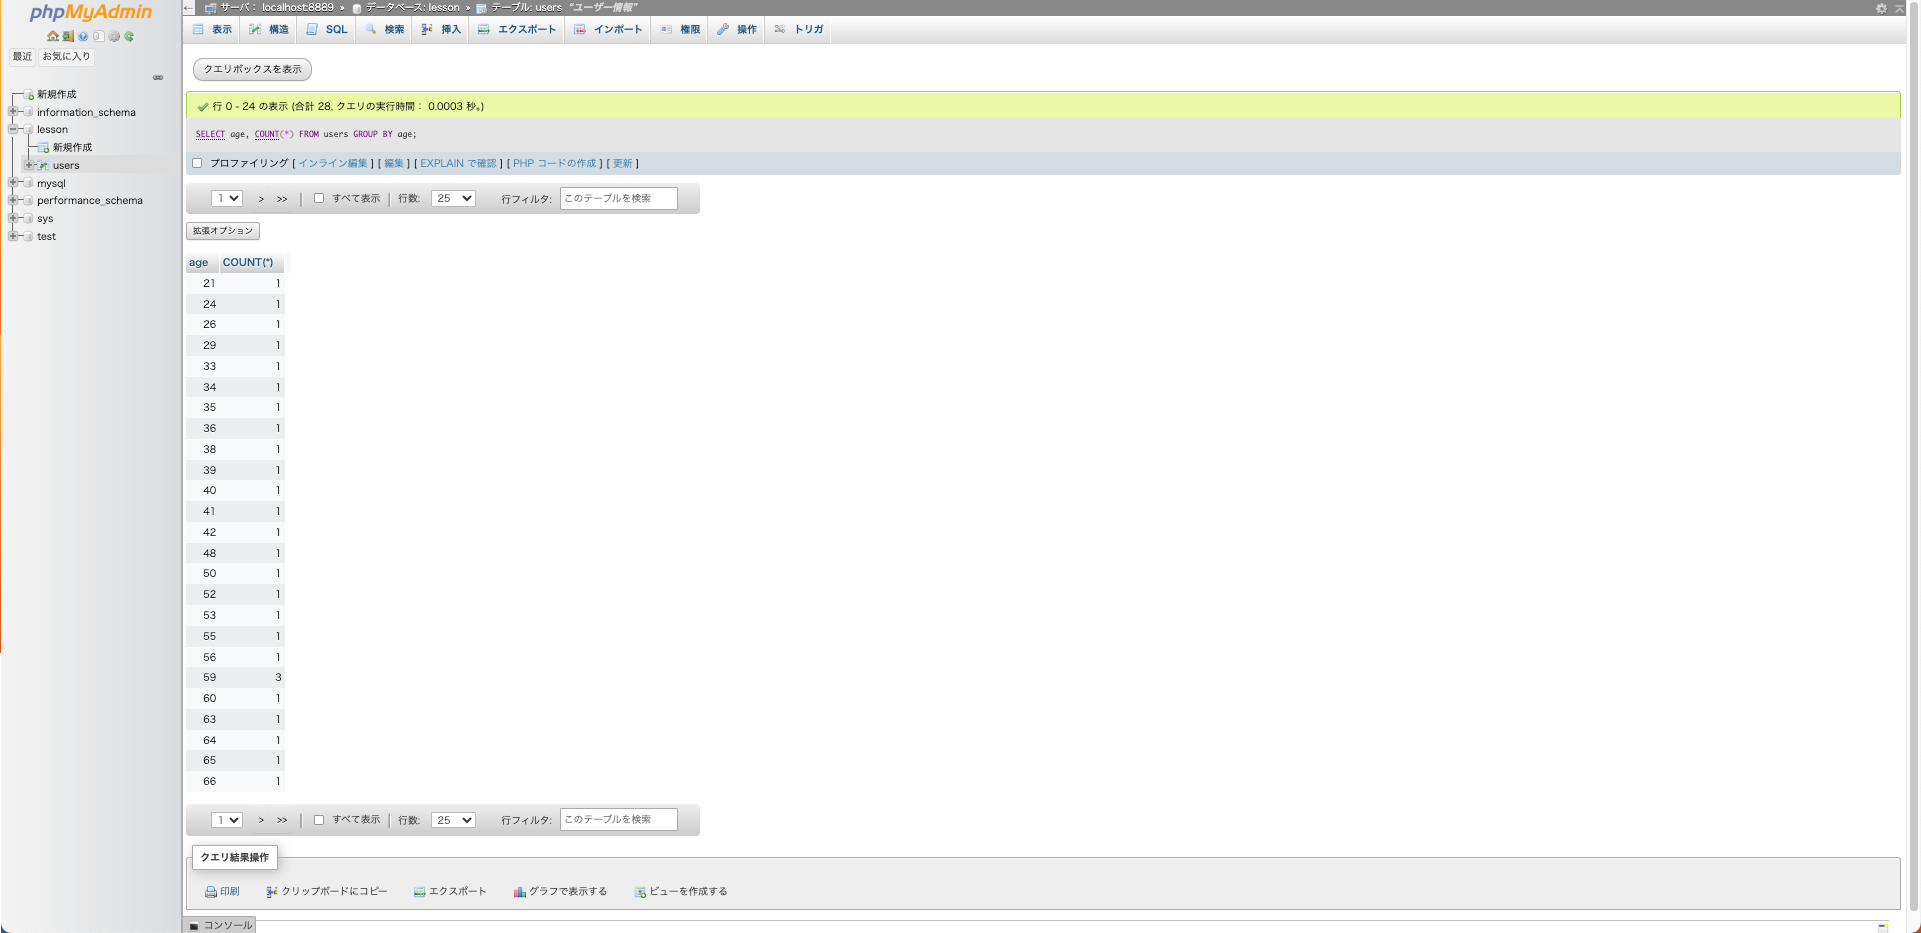 phpMyAdmin
最近 お気に入り
新規作成
information_schema
lesson
新規作成
users
mysql
performance_schema
sys
test
サーバ: localhost:8889 » データベース: lesson » テーブル: users "ユーザー情報"
表示 構造 SQL 検索 挿入 エクスポート インポート 権限 操作 トリガ
クエリボックスを表示
行 0 - 24 の表示 (合計 28, クエリの実行時間: 0.0003 秒。)
SELECT age, COUNT(*) FROM users GROUP BY age;
プロファイリング [ インライン編集 ] [ 編集 ] [ EXPLAIN で確認 ] [ PHP コードの作成 ] [ 更新 ]
1 > >> | すべて表示 | 行数: 25 行フィルタ: このテーブルを検索
拡張オプション
age COUNT(*)
21 1
24 1
26 1
29 1
33 1
34 1
35 1
36 1
38 1
39 1
40 1
41 1
42 1
48 1
50 1
52 1
53 1
55 1
56 1
59 3
60 1
63 1
64 1
65 1
66 1
1 > >> | すべて表示 | 行数: 25 行フィルタ: このテーブルを検索
クエリ結果操作
印刷 クリップボードにコピー エクスポート グラフで表示する ビューを作成する
コンソール